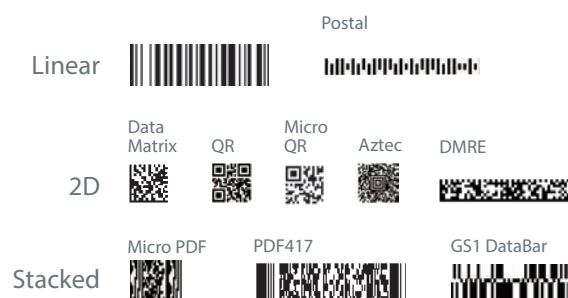 Postal
Linear
Data
Matrix
QR
Micro
QR
Aztec
DMRE
2D
Micro PDF
PDF417
GS1 DataBar
Stacked